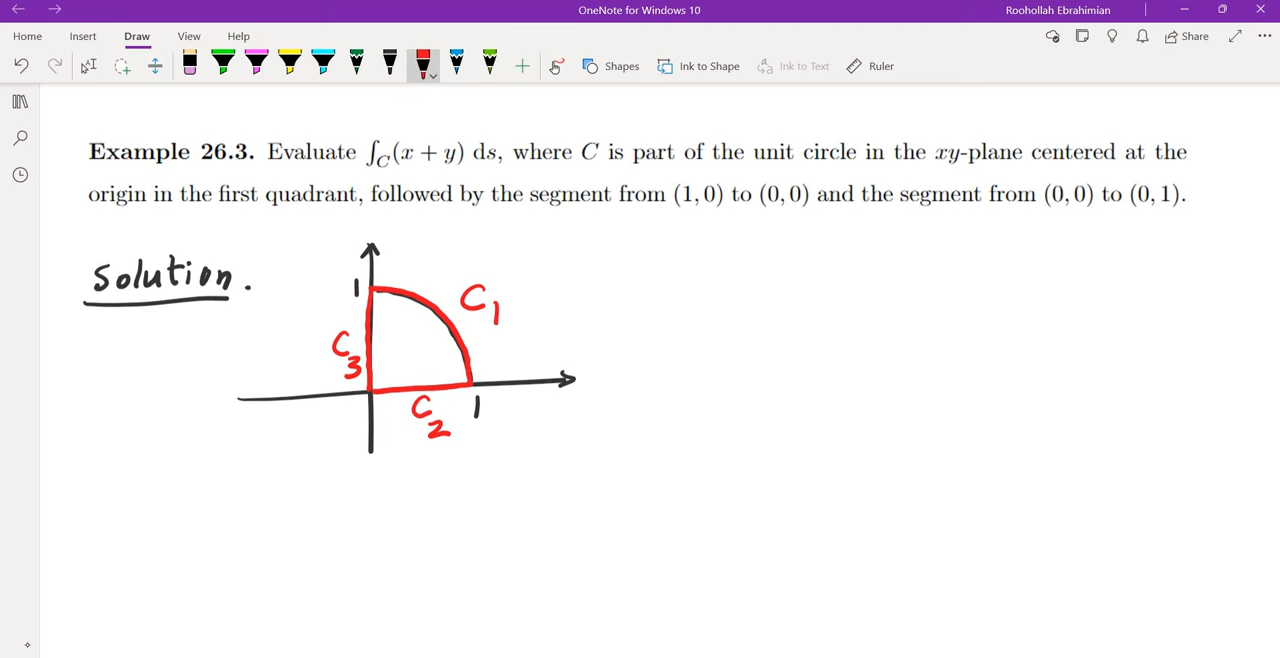 OneNote for Windows 10
Roohollah Ebrahimian
Home Insert Draw View Help
Share
Shapes Ink to Shape Ink to Text Ruler
Example 26.3. Evaluate ∫_C (x + y) ds, where C is part of the unit circle in the xy-plane centered at the
origin in the first quadrant, followed by the segment from (1, 0) to (0, 0) and the segment from (0, 0) to (0, 1).
Solution.
1
C1
C3
C2
1